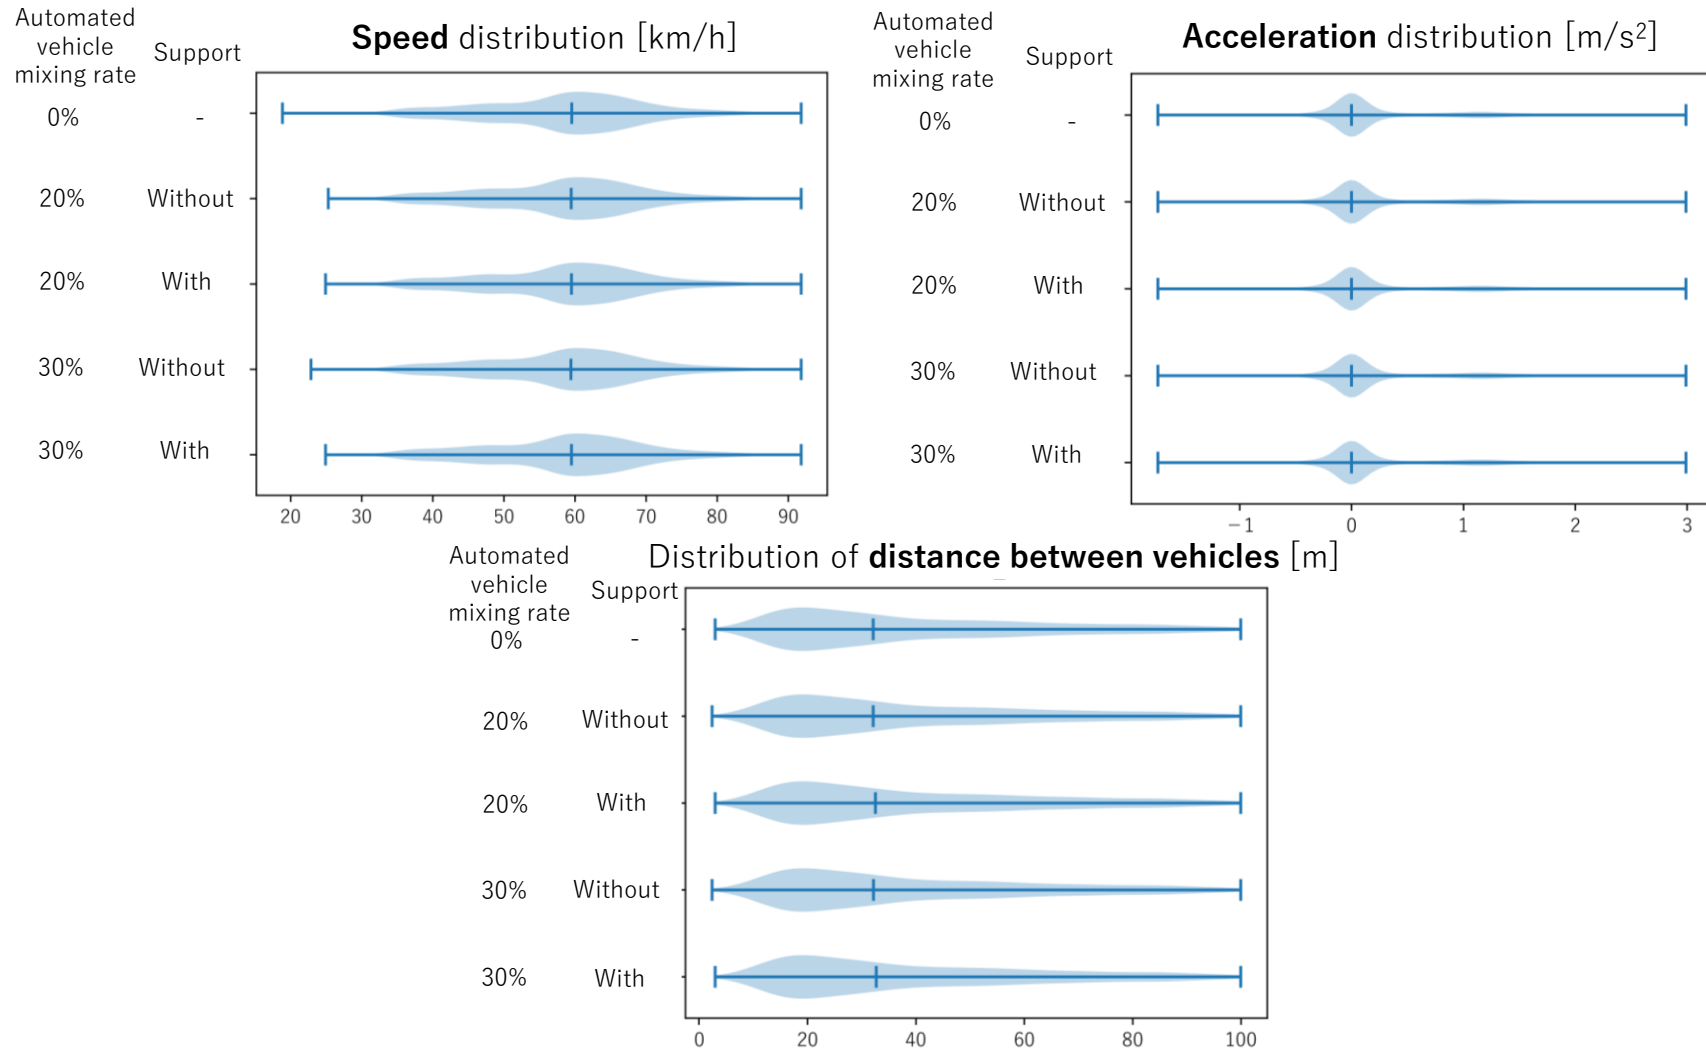 Automated
vehicle
mixing rate
Support
Speed distribution [km/h]
0% -
20% Without
20% With
30% Without
30% With
20 30 40 50 60 70 80 90
Automated
vehicle
mixing rate
Support
Acceleration distribution [m/s²]
0% -
20% Without
20% With
30% Without
30% With
−1 0 1 2 3
Automated
vehicle
mixing rate
Support
Distribution of distance between vehicles [m]
0% -
20% Without
20% With
30% Without
30% With
0 20 40 60 80 100